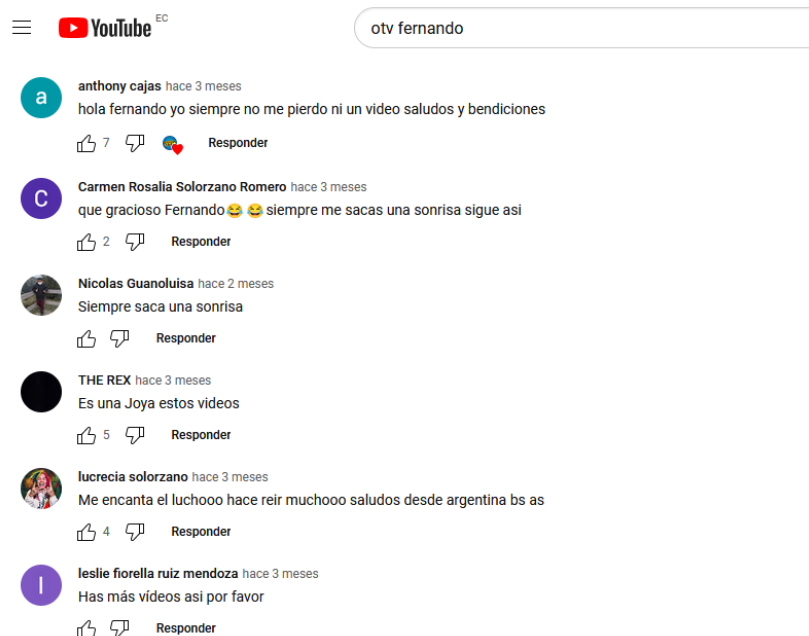 YouTube EC
otv fernando
a
anthony cajas hace 3 meses
hola fernando yo siempre no me pierdo ni un video saludos y bendiciones
7 Responder
C
Carmen Rosalia Solorzano Romero hace 3 meses
que gracioso Fernando😂 😂 siempre me sacas una sonrisa sigue asi
2 Responder
Nicolas Guanoluisa hace 2 meses
Siempre saca una sonrisa
Responder
THE REX hace 3 meses
Es una Joya estos videos
5 Responder
lucrecia solorzano hace 3 meses
Me encanta el luchooo hace reir muchooo saludos desde argentina bs as
4 Responder
l
leslie fiorella ruiz mendoza hace 3 meses
Has más vídeos asi por favor
Responder